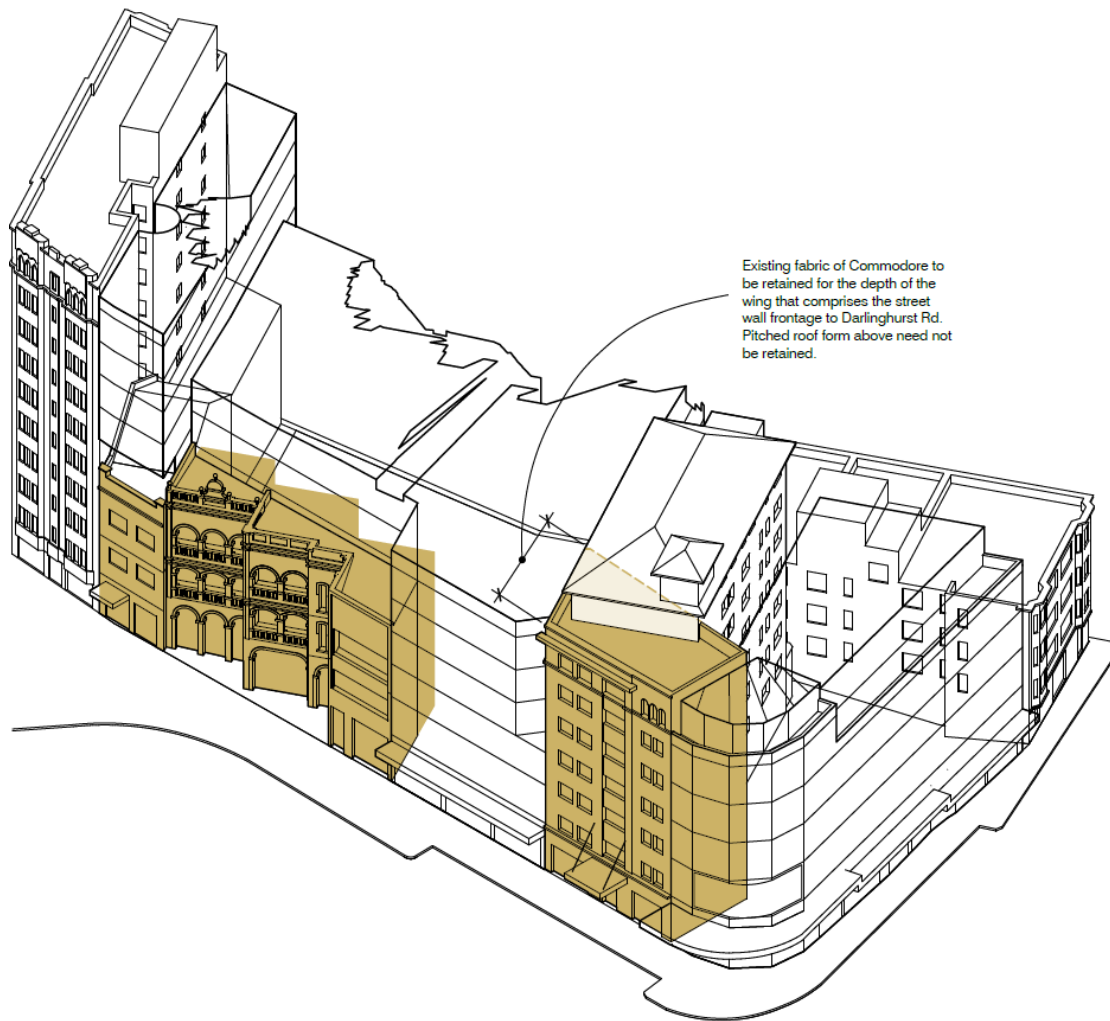 Existing fabric of Commodore to
be retained for the depth of the
wing that comprises the street
wall frontage to Darlinghurst Rd.
Pitched roof form above need not
be retained.